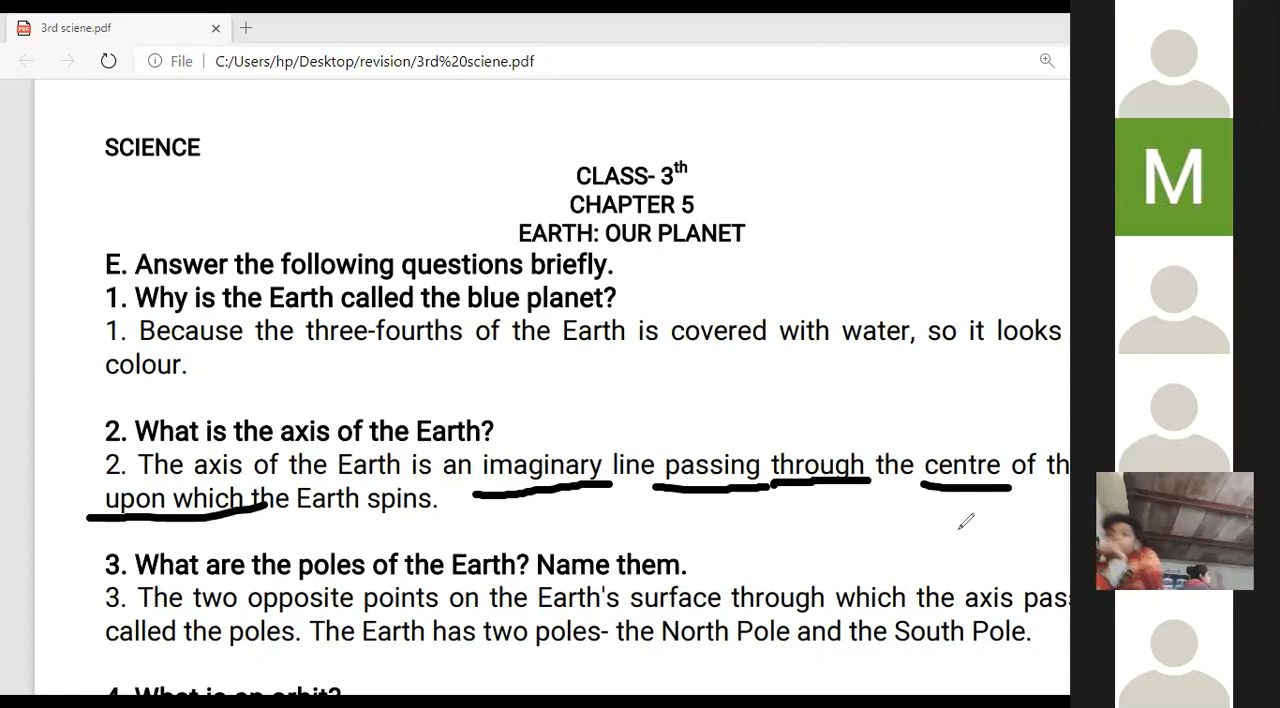 3rd sciene.pdf
File
C:/Users/hp/Desktop/revision/3rd%20sciene.pdf
SCIENCE
CLASS- 3th
CHAPTER 5
EARTH: OUR PLANET
E. Answer the following questions briefly.
1. Why is the Earth called the blue planet?
1. Because the three-fourths of the Earth is covered with water, so it looks
colour.
2. What is the axis of the Earth?
2. The axis of the Earth is an imaginary line passing through the centre of th
upon which the Earth spins.
3. What are the poles of the Earth? Name them.
3. The two opposite points on the Earth's surface through which the axis pas
called the poles. The Earth has two poles- the North Pole and the South Pole.
4. What is an orbit?
M